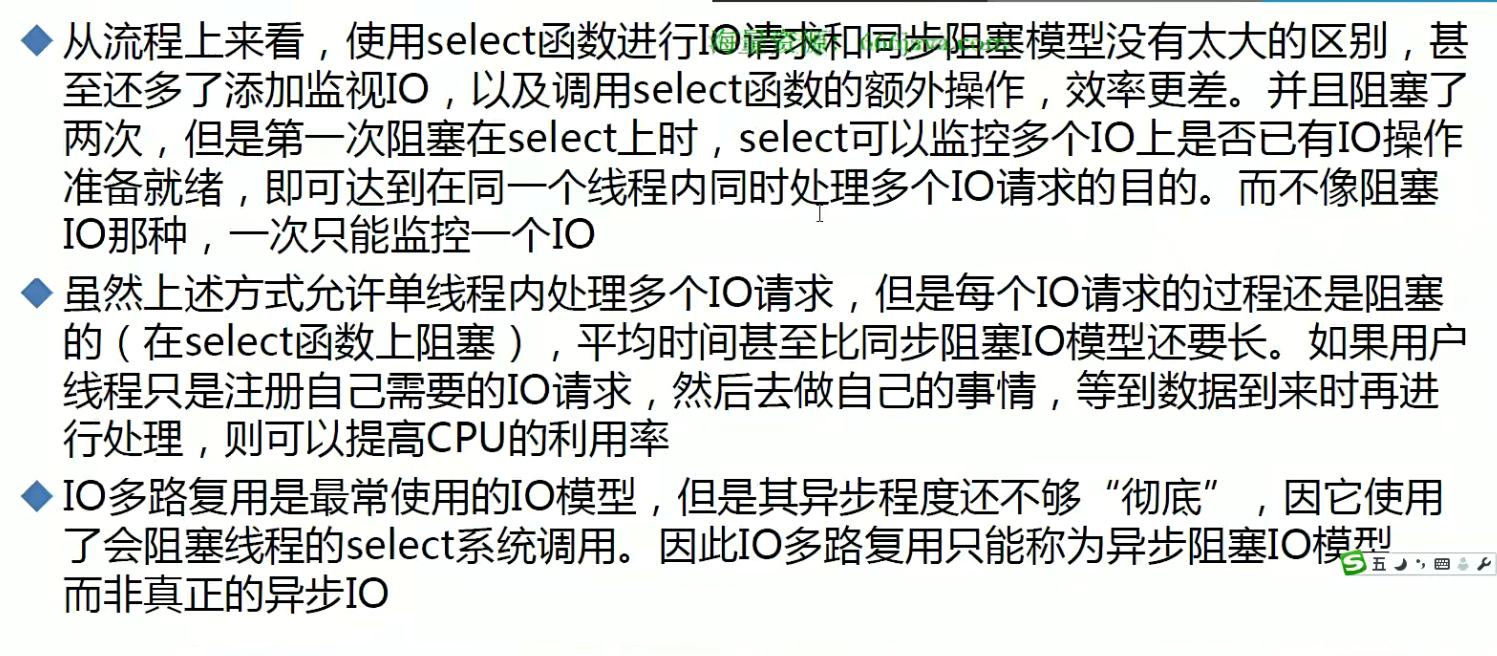 从流程上来看，使用select函数进行IO请求和同步阻塞模型没有太大的区别，甚
至还多了添加监视IO，以及调用select函数的额外操作，效率更差。并且阻塞了
两次，但是第一次阻塞在select上时，select可以监控多个IO上是否已有IO操作
准备就绪，即可达到在同一个线程内同时处理多个IO请求的目的。而不像阻塞
IO那种，一次只能监控一个IO
虽然上述方式允许单线程内处理多个IO请求，但是每个IO请求的过程还是阻塞
的（在select函数上阻塞），平均时间甚至比同步阻塞IO模型还要长。如果用户
线程只是注册自己需要的IO请求，然后去做自己的事情，等到数据到来时再进
行处理，则可以提高CPU的利用率
IO多路复用是最常使用的IO模型，但是其异步程度还不够“彻底”，因它使用
了会阻塞线程的select系统调用。因此IO多路复用只能称为异步阻塞IO模型
而非真正的异步IO
五